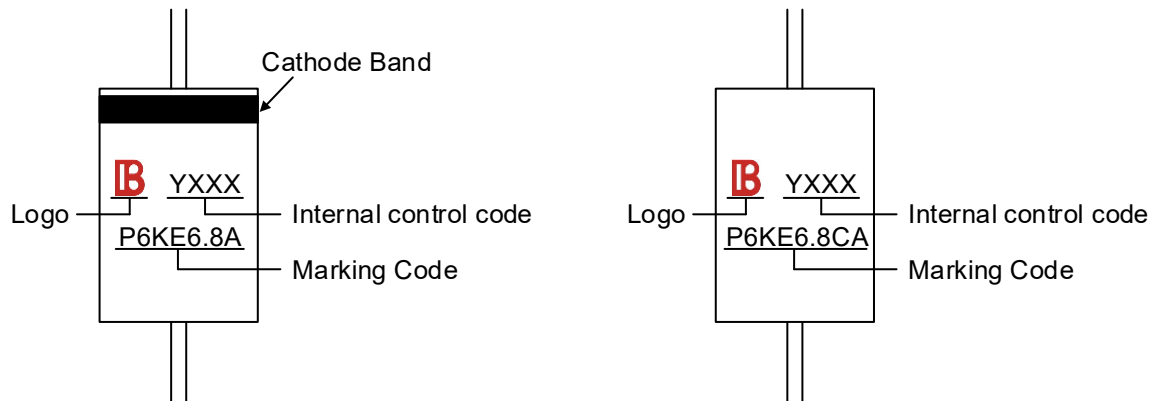 Cathode Band
B YXXX
Logo
Internal control code
P6KE6.8A
Marking Code
B YXXX
Logo
Internal control code
P6KE6.8CA
Marking Code